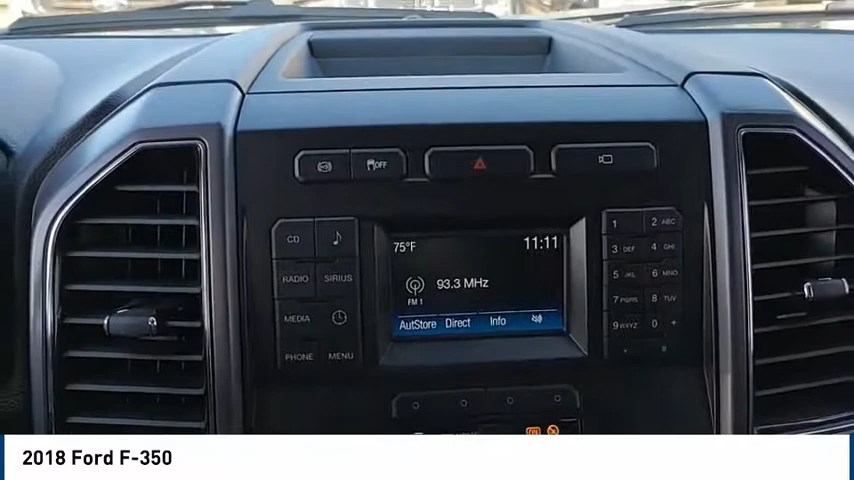 OFF
CD
1 2 ABC
75°F 11:11
3 DEF 4 GHI
RADIO SIRIUS
93.3 MHz
5 JKL 6 MNO
FM 1
MEDIA
7 PQRS 8 TUV
AutStore Direct Info
9 WXYZ 0
PHONE MENU
2018 Ford F-350